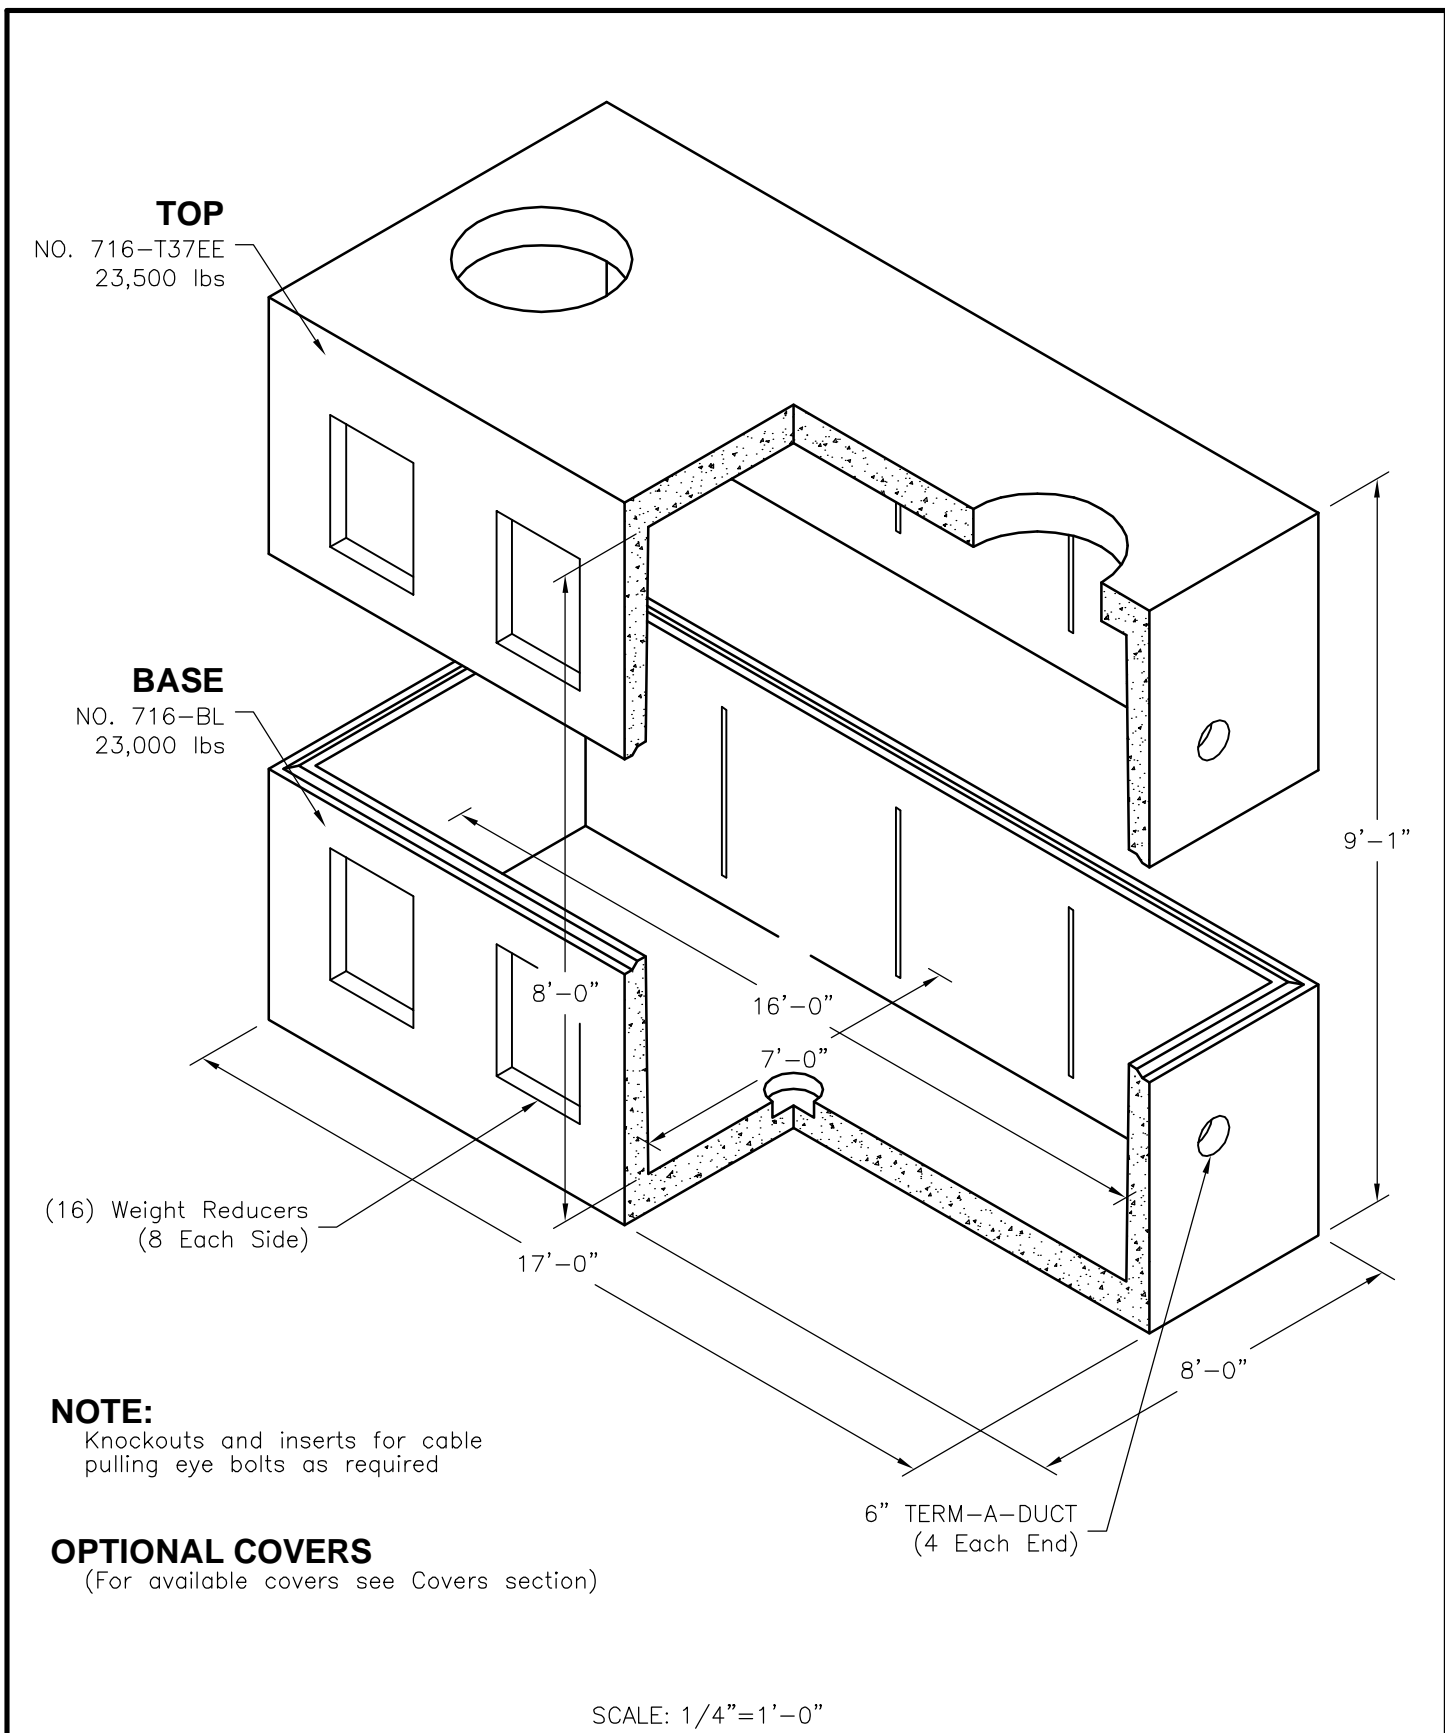 TOP
NO. 716-T37EE
23,500 lbs
BASE
NO. 716-BL
23,000 lbs
9'-1"
8'-0"
16'-0"
7'-0"
(16) Weight Reducers
(8 Each Side)
17'-0"
8'-0"
NOTE:
Knockouts and inserts for cable
pulling eye bolts as required
6" TERM-A-DUCT
(4 Each End)
OPTIONAL COVERS
(For available covers see Covers section)
SCALE: 1/4"=1'-0"